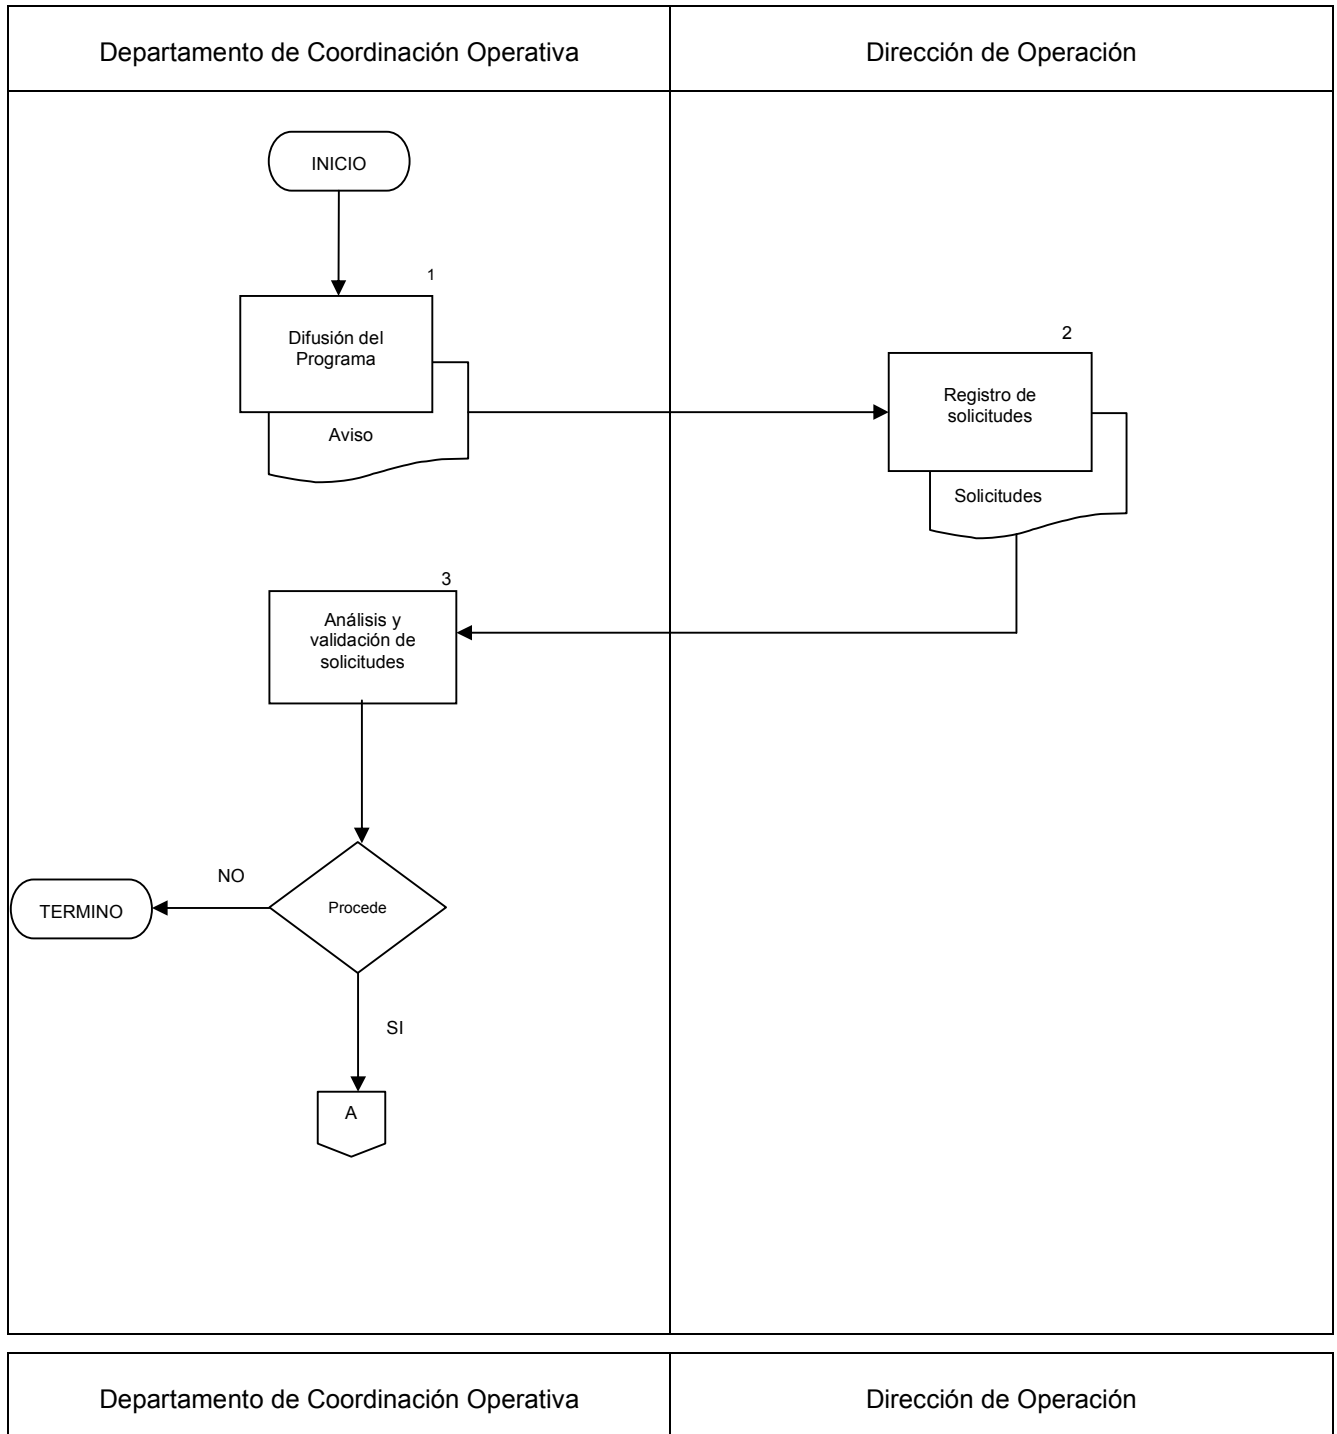 Departamento de Coordinación Operativa
Dirección de Operación
INICIO
1
Difusión del
Programa
Aviso
2
Registro de
solicitudes
Solicitudes
3
Análisis y
validación de
solicitudes
NO
TERMINO
Procede
SI
A
Departamento de Coordinación Operativa
Dirección de Operación